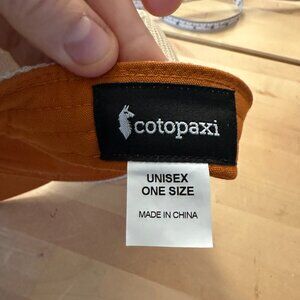 cotopaxi
UNISEX
ONE SIZE
MADE IN CHINA